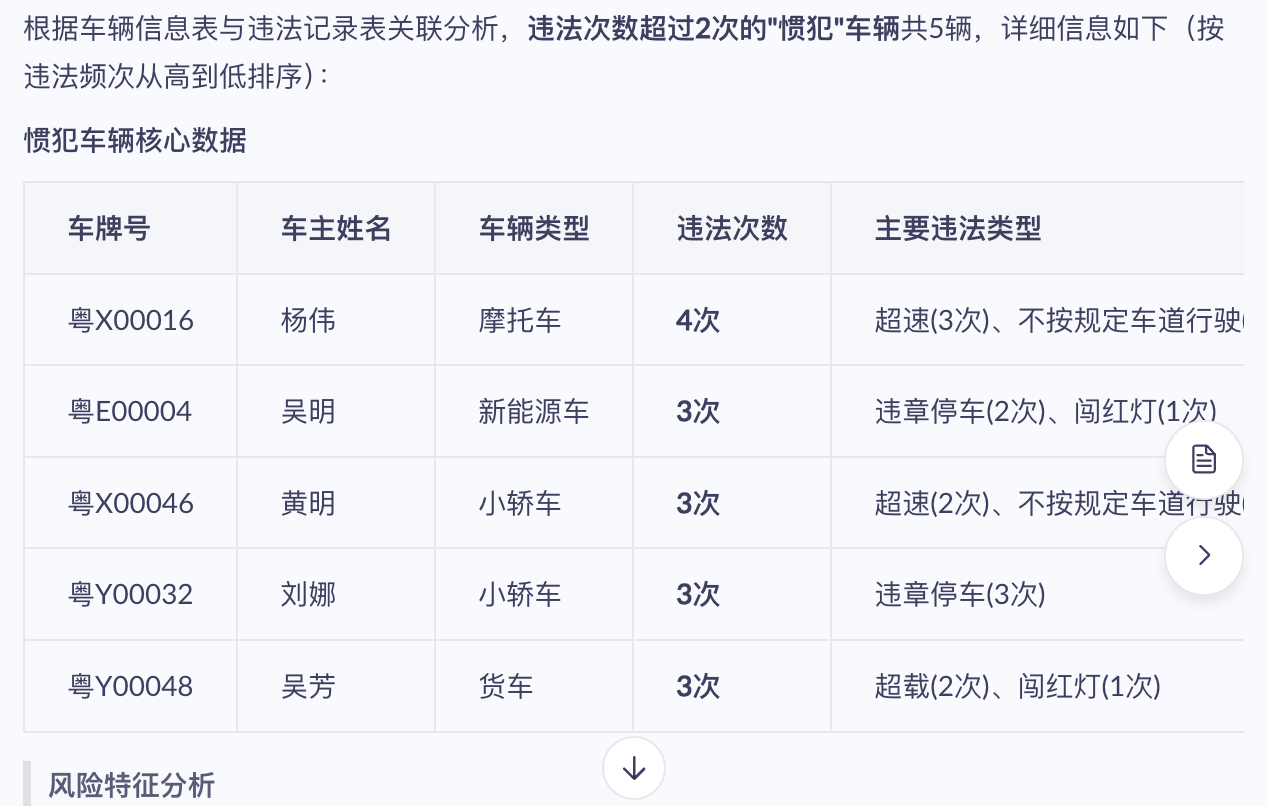 根据车辆信息表与违法记录表关联分析，违法次数超过2次的"惯犯"车辆共5辆，详细信息如下（按
违法频次从高到低排序）：
惯犯车辆核心数据
车牌号 车主姓名 车辆类型 违法次数 主要违法类型
粤X00016 杨伟 摩托车 4次 超速(3次)、不按规定车道行驶(
粤E00004 吴明 新能源车 3次 违章停车(2次)、闯红灯(1次)
粤X00046 黄明 小轿车 3次 超速(2次)、不按规定车道行驶(
粤Y00032 刘娜 小轿车 3次 违章停车(3次)
粤Y00048 吴芳 货车 3次 超载(2次)、闯红灯(1次)
风险特征分析